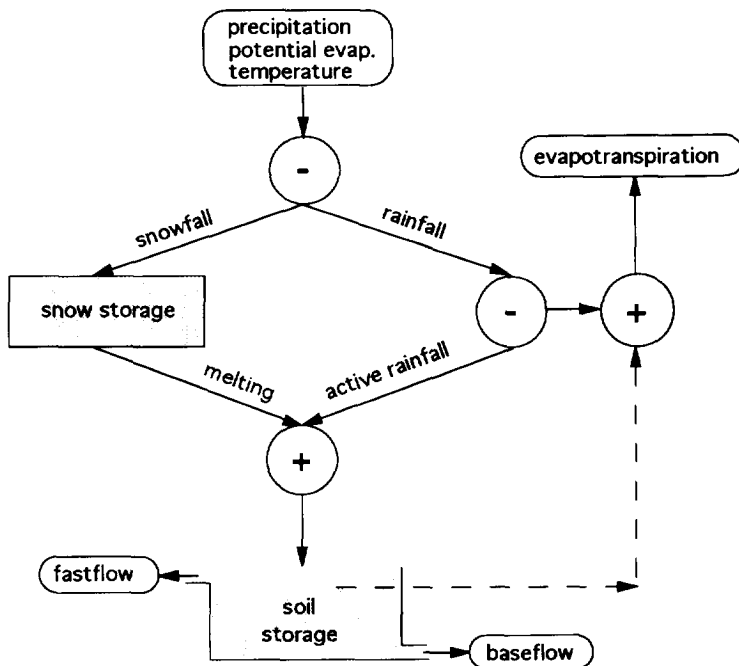 precipitation
potential evap.
temperature
-
evapotranspiration
snowfall
rainfall
snow storage
-
+
melting
active rainfall
+
fastflow
soil
storage
baseflow